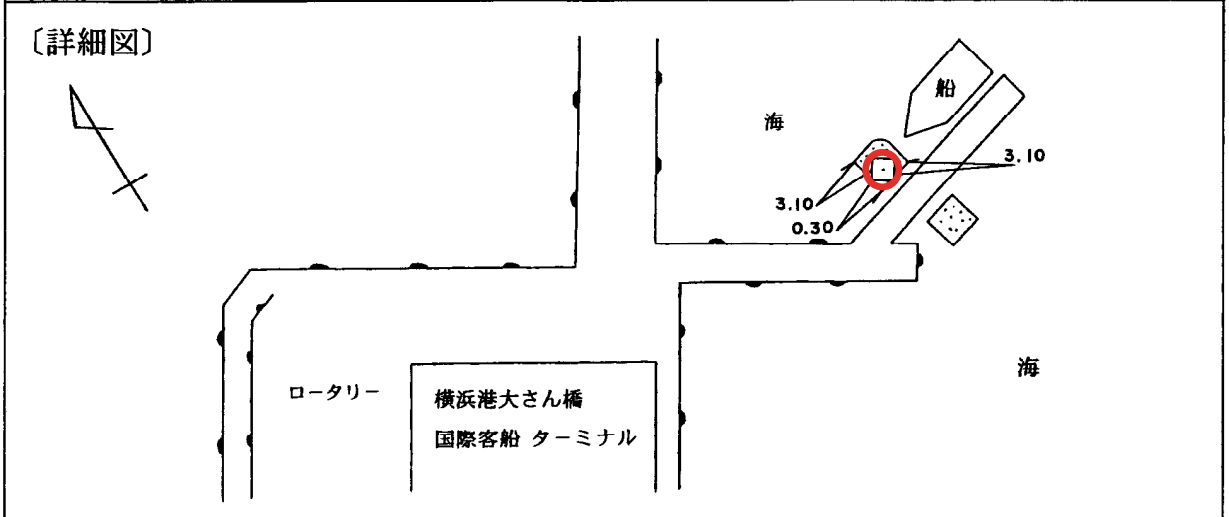 〔詳細図〕
船
海
3.10
3.10
0.30
海
ロータリー
横浜港大さん橋
国際客船 ターミナル